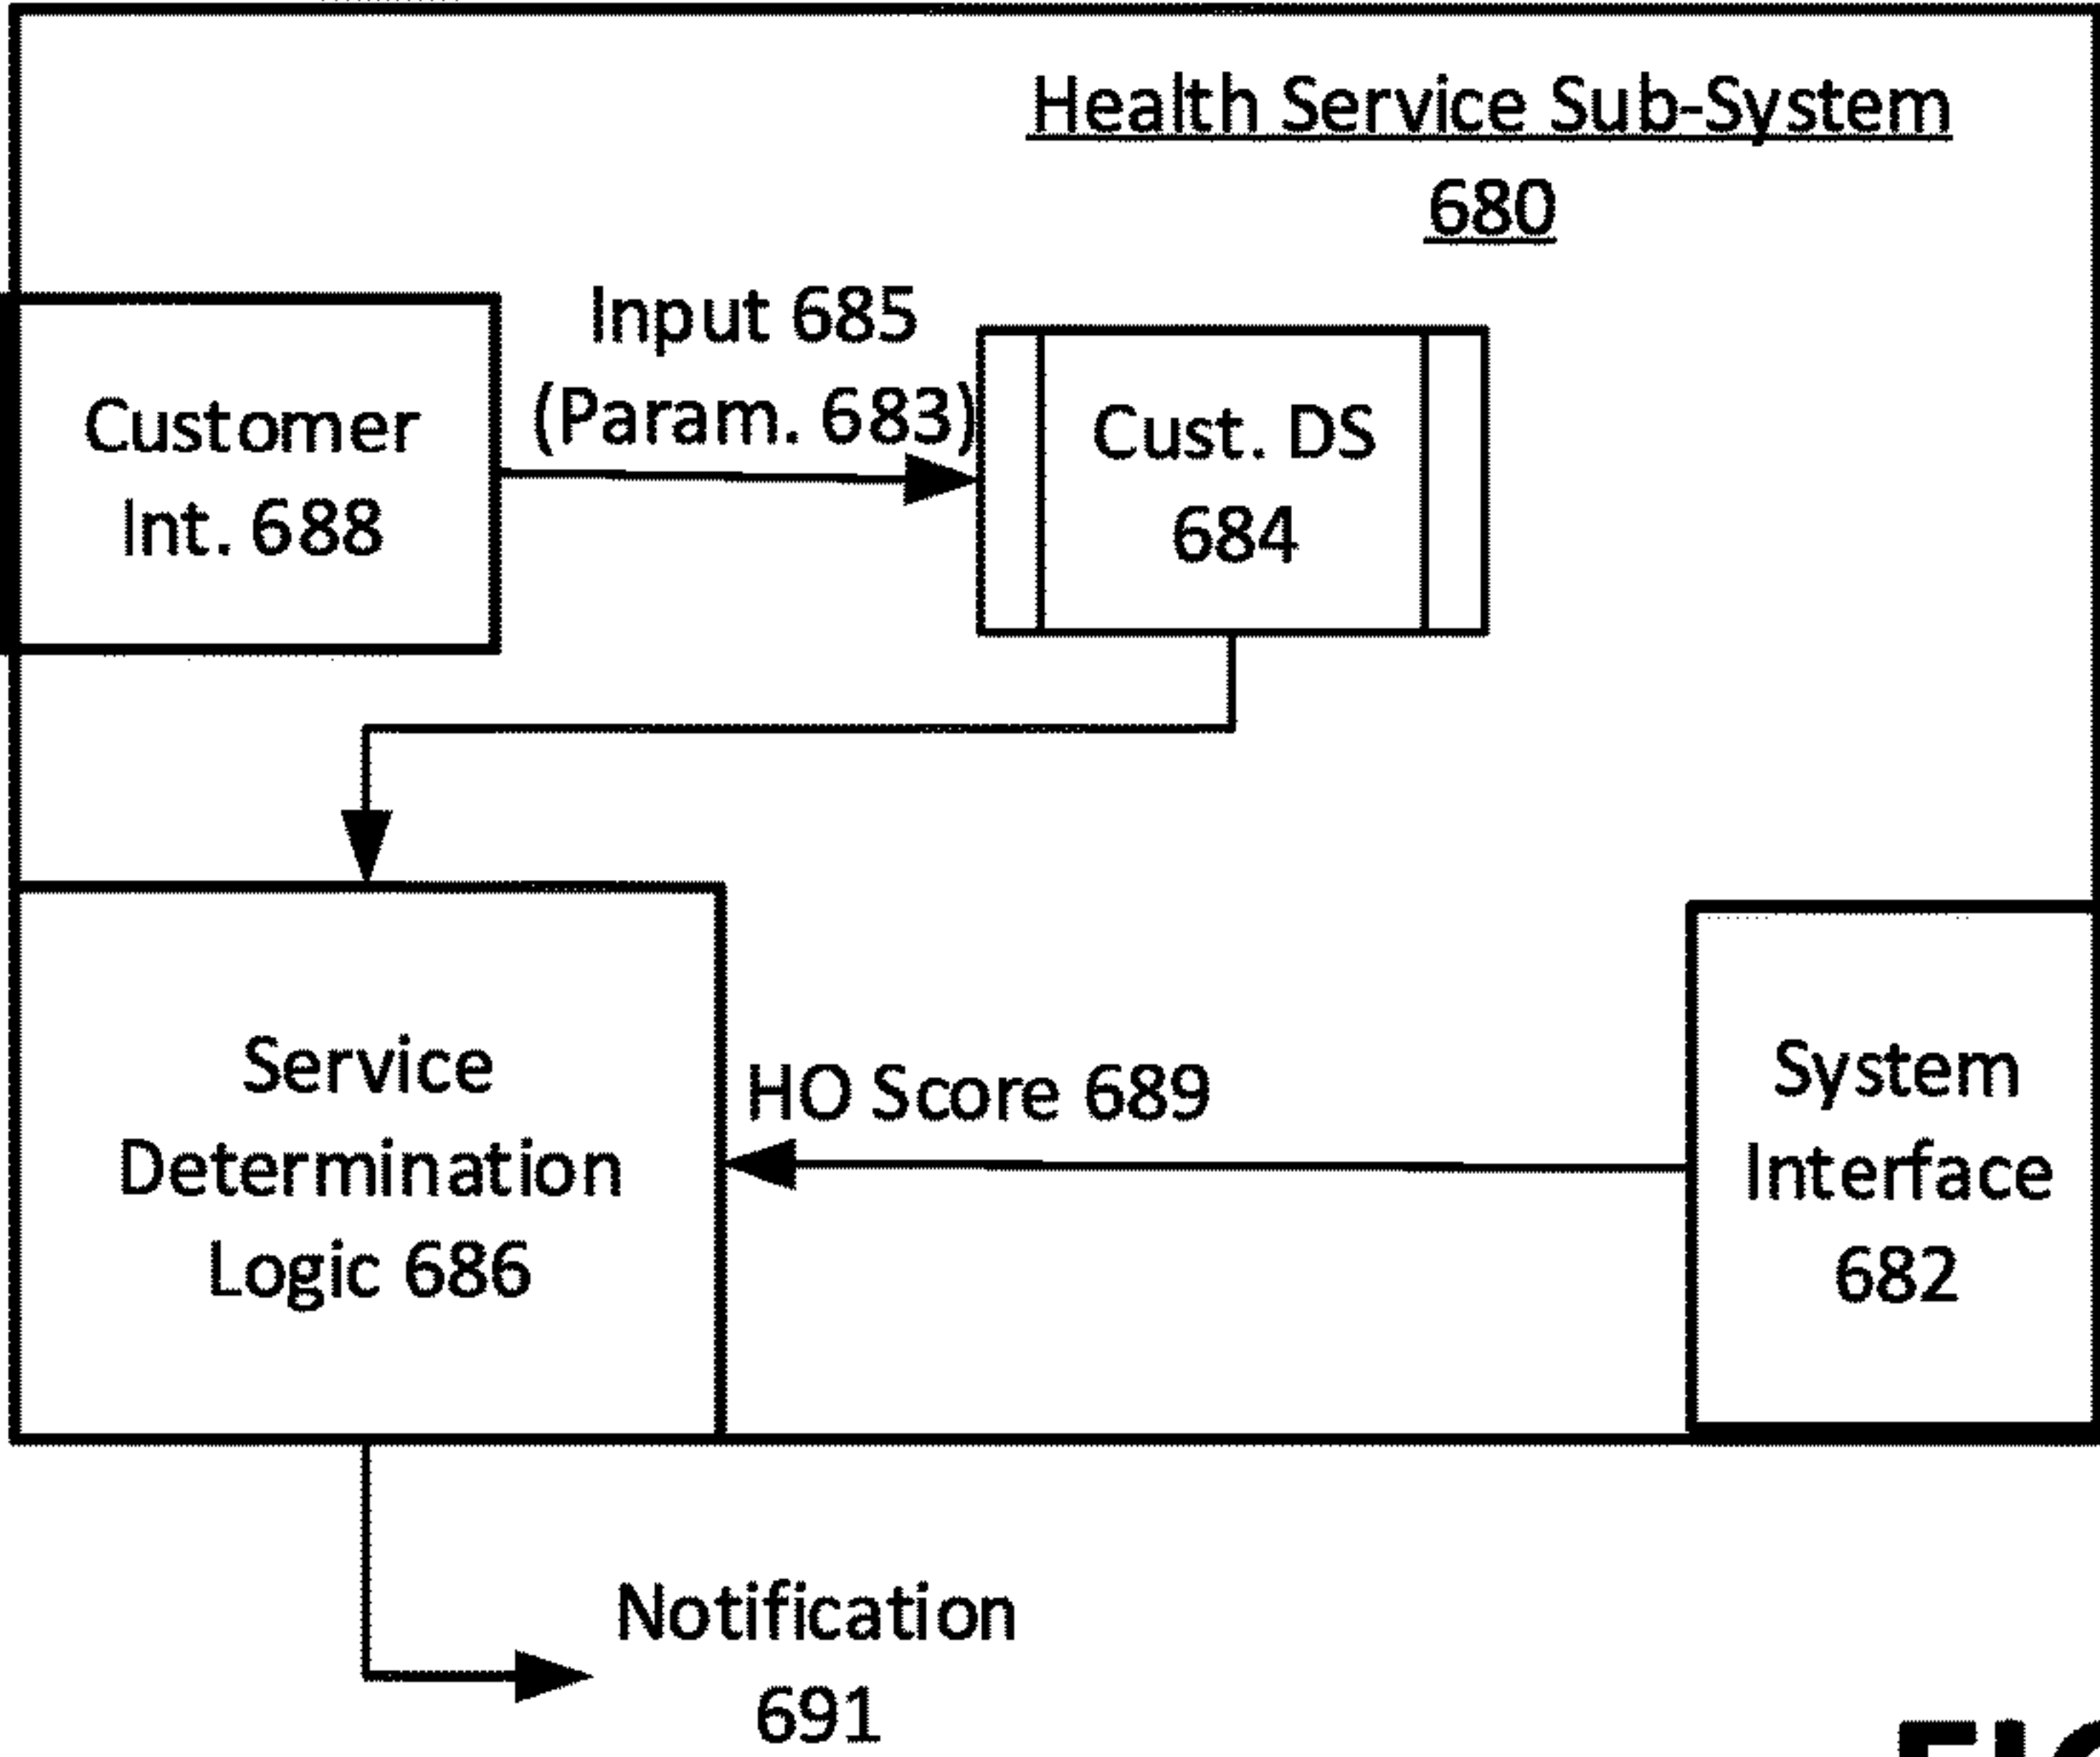 Health Service Sub-System
680
Input 685
(Param. 683)
Customer
Int. 688
Cust. DS
684
Service
Determination
Logic 686
HO Score 689
System
Interface
682
Notification
691